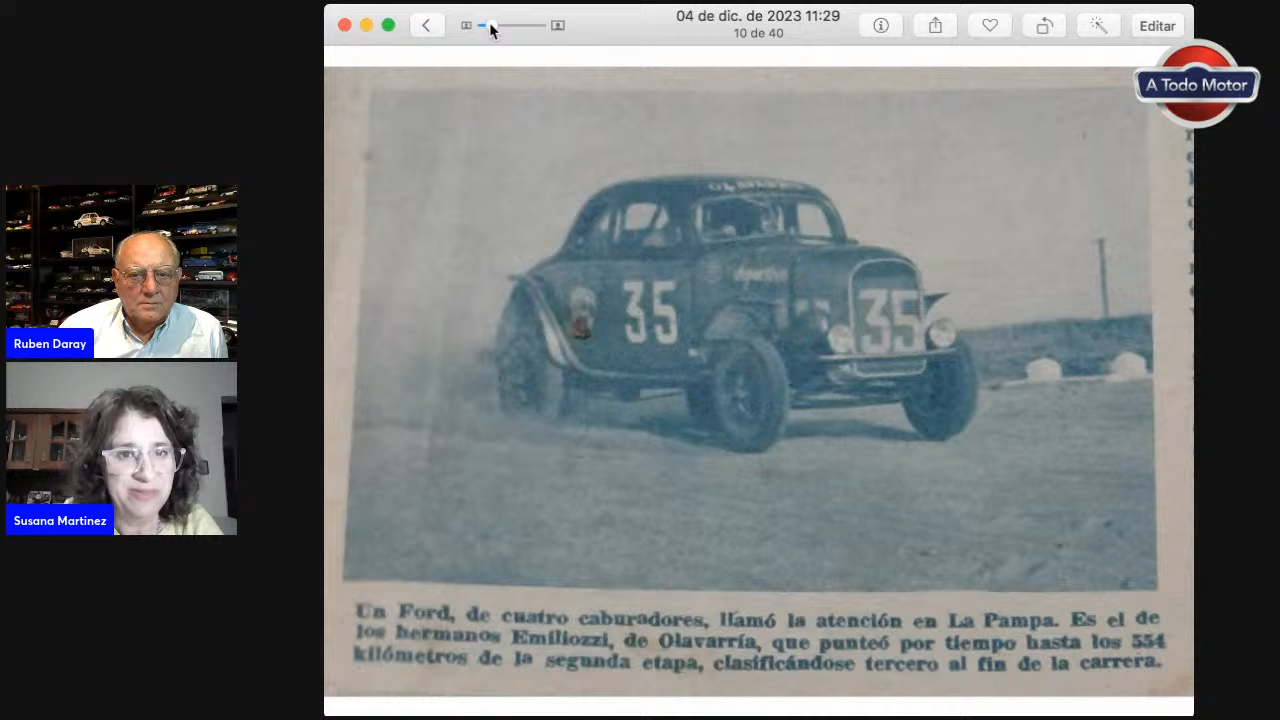 04 de dic. de 2023 11:29
10 de 40
Editar
A Todo Motor
Ruben Daray
Susana Martinez
35
35
Un Ford, de cuatro caburadores, llamó la atención en La Pampa. Es el de
los hermanos Emiliozzi, de Olavarría, que punteó por tiempo hasta los 554
kilómetros de la segunda etapa, clasificándose tercero al fin de la carrera.